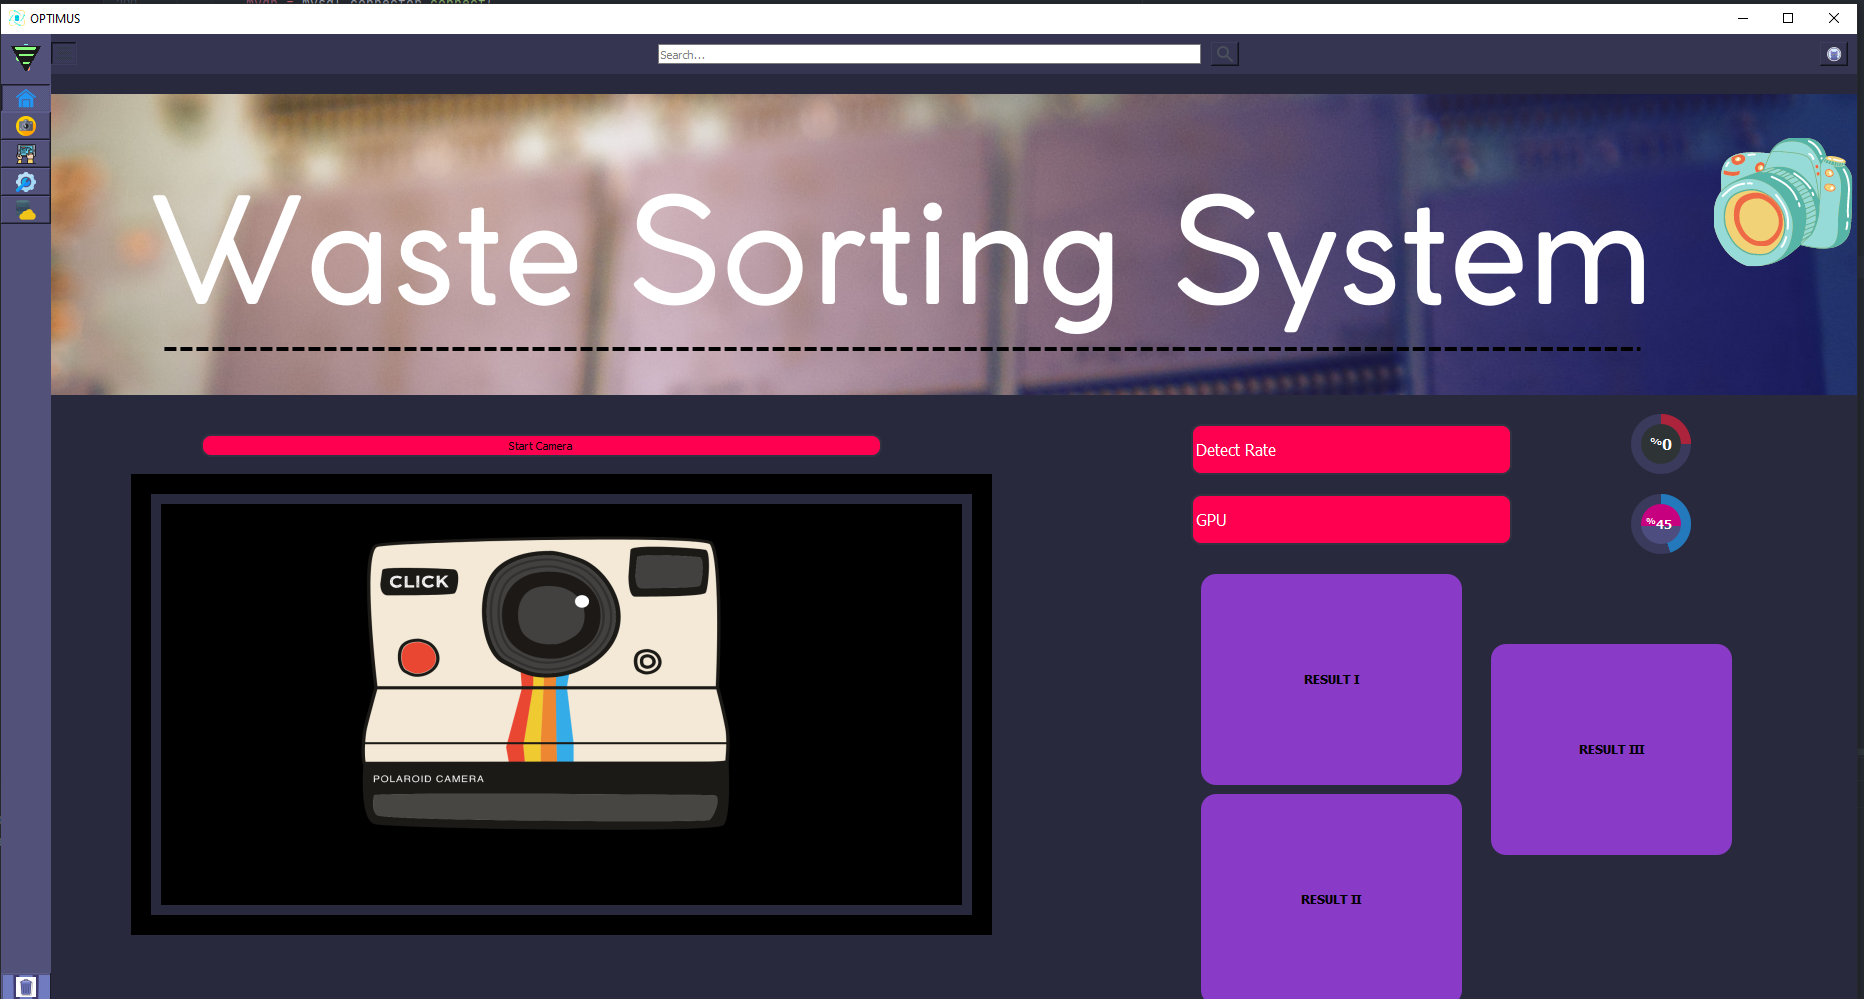 OPTIMUS
Search...
Waste Sorting System
Start Camera
Detect Rate
%0
GPU
%45
CLICK
POLAROID CAMERA
RESULT I
RESULT III
RESULT II